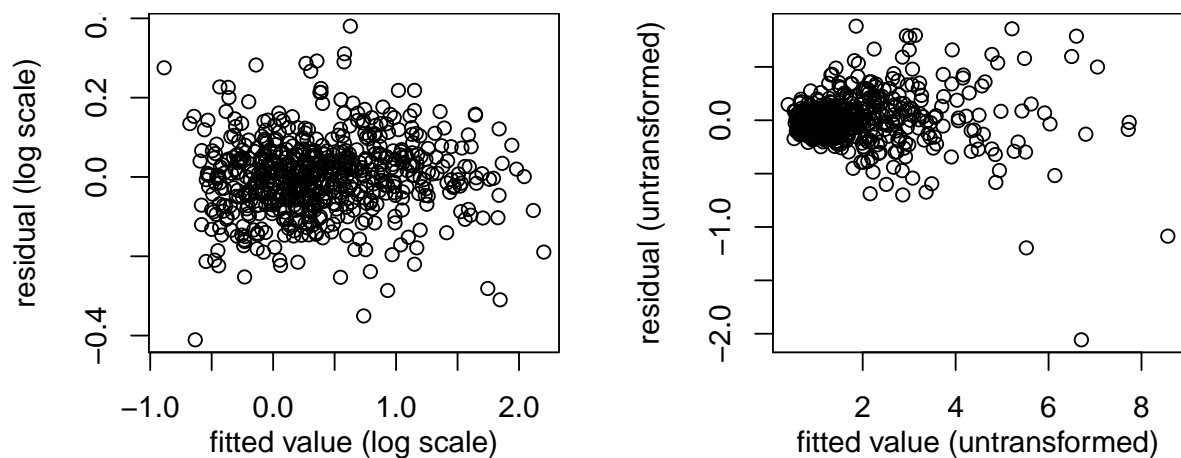 residual (log scale)
0.
0.2
0.0
−0.4
−1.0 0.0 1.0 2.0
fitted value (log scale)
residual (untransformed)
0.0
−1.0
−2.0
2 4 6 8
fitted value (untransformed)